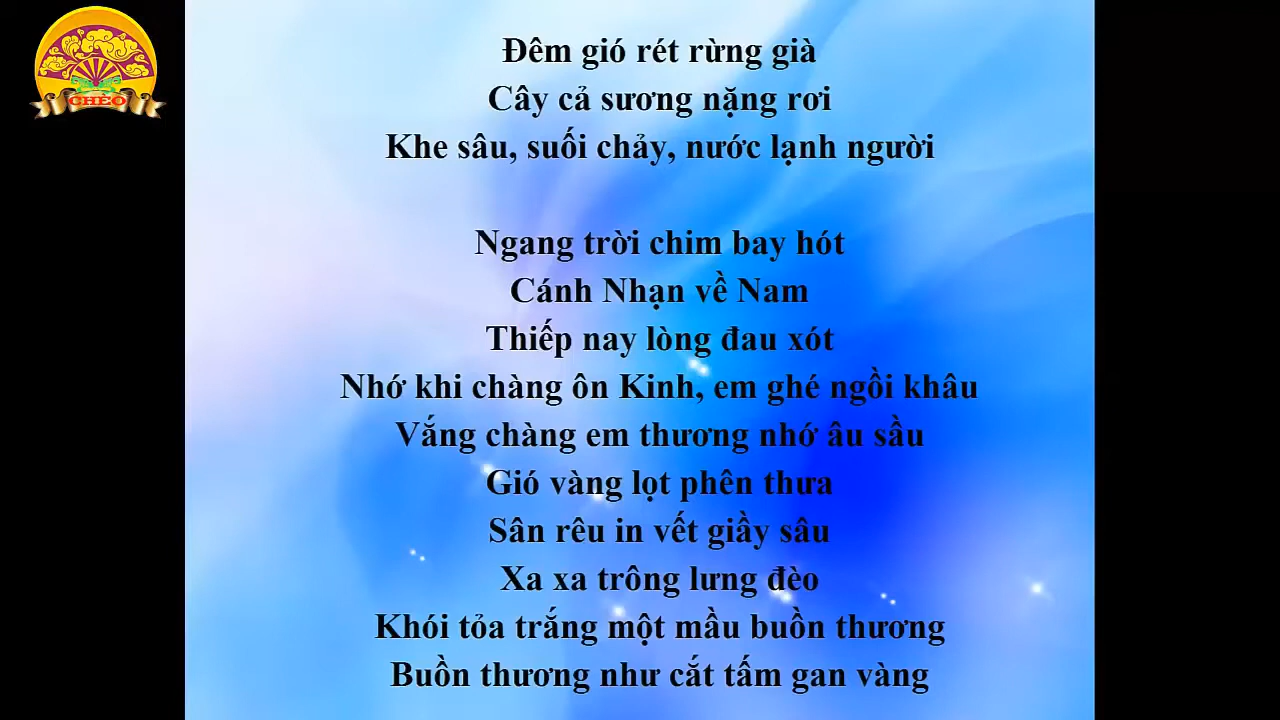 CHÈO
Đêm gió rét rừng già
Cây cả sương nặng rơi
Khe sâu, suối chảy, nước lạnh người
Ngang trời chim bay hót
Cánh Nhạn về Nam
Thiếp nay lòng đau xót
Nhớ khi chàng ôn Kinh, em ghé ngồi khâu
Vắng chàng em thương nhớ âu sầu
Gió vàng lọt phên thưa
Sân rêu in vết giầy sâu
Xa xa trông lưng đèo
Khói tỏa trắng một mầu buồn thương
Buồn thương như cắt tấm gan vàng